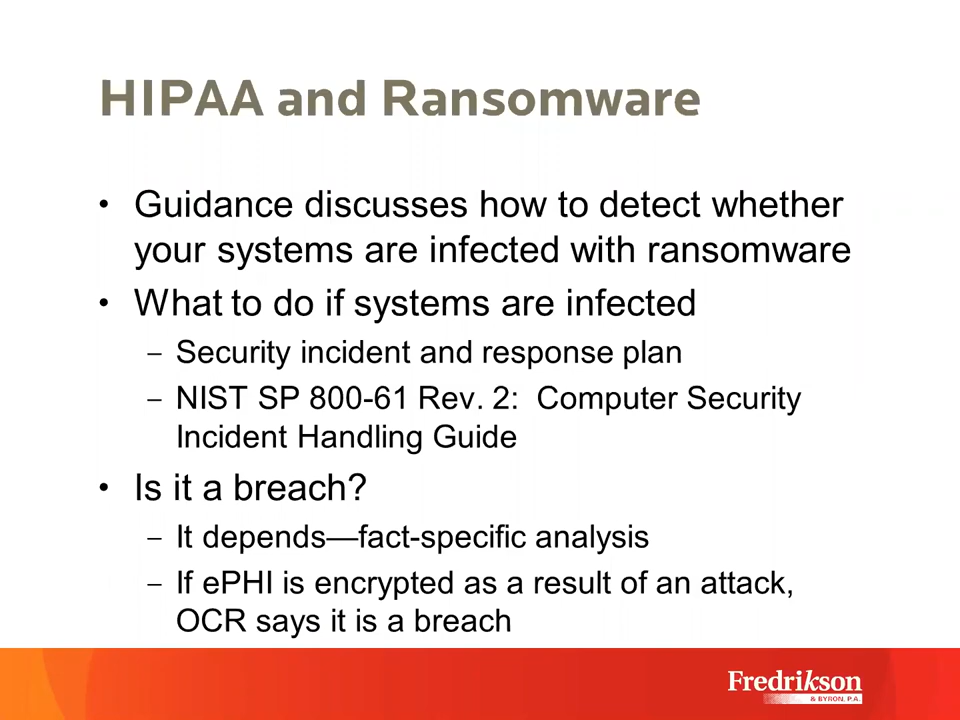 HIPAA and Ransomware
• Guidance discusses how to detect whether
your systems are infected with ransomware
• What to do if systems are infected
– Security incident and response plan
– NIST SP 800-61 Rev. 2:  Computer Security
Incident Handling Guide
• Is it a breach?
– It depends—fact-specific analysis
– If ePHI is encrypted as a result of an attack,
OCR says it is a breach
Fredrikson
& BYRON, P.A.